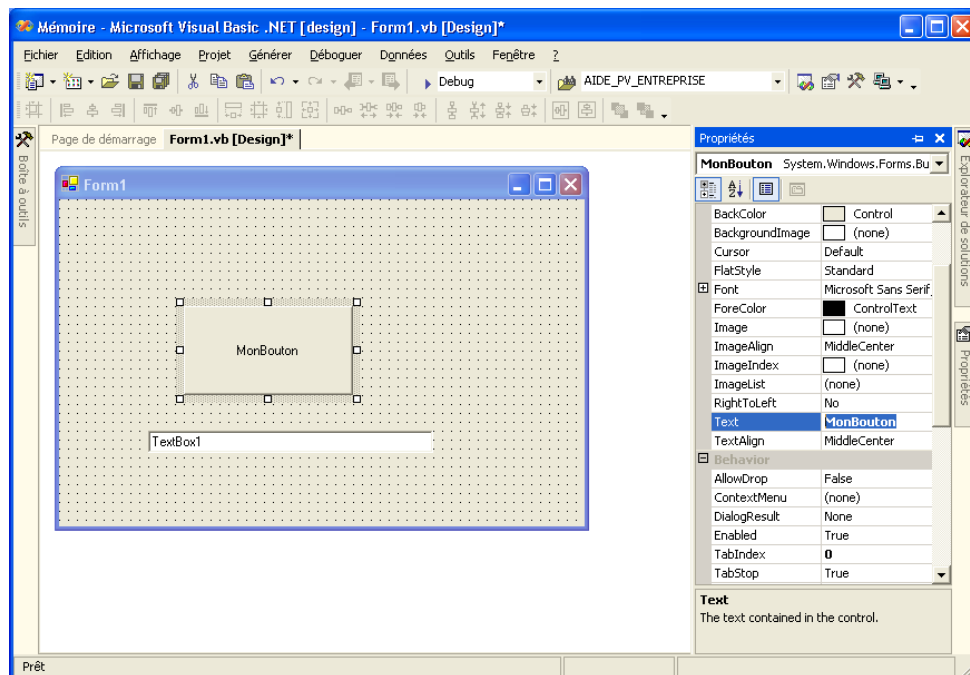 Mémoire - Microsoft Visual Basic .NET [design] - Form1.vb [Design]*
Fichier Edition Affichage Projet Générer Déboguer Données Outils Fenêtre ?
Debug AIDE_PV_ENTREPRISE
Boîte à outils
Page de démarrage Form1.vb [Design]*
Form1
MonBouton
TextBox1
Propriétés
MonBouton System.Windows.Forms.Bu
BackColor Control
BackgroundImage (none)
Cursor Default
FlatStyle Standard
Font Microsoft Sans Serif,
ForeColor ControlText
Image (none)
ImageAlign MiddleCenter
ImageIndex (none)
ImageList (none)
RightToLeft No
Text MonBouton
TextAlign MiddleCenter
Behavior
AllowDrop False
ContextMenu (none)
DialogResult None
Enabled True
TabIndex 0
TabStop True
Text
The text contained in the control.
Explorateur de solutions
Propriétés
Prêt